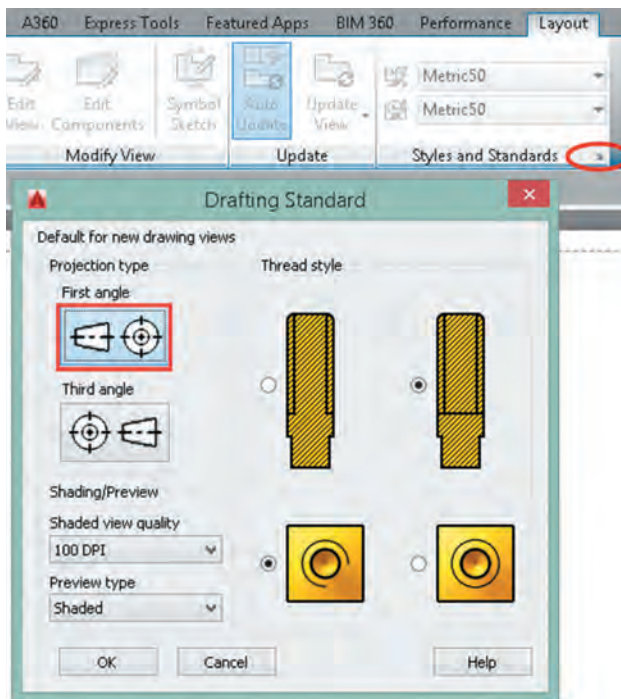 A360 Express Tools Featured Apps BIM 360 Performance Layout
Edit View
Edit Components
Symbol Sketch
Auto Update
Update View
Metric50
Metric50
Modify View Update Styles and Standards
Drafting Standard
Default for new drawing views
Projection type
Thread style
First angle
Third angle
Shading/Preview
Shaded view quality
100 DPI
Preview type
Shaded
OK Cancel Help